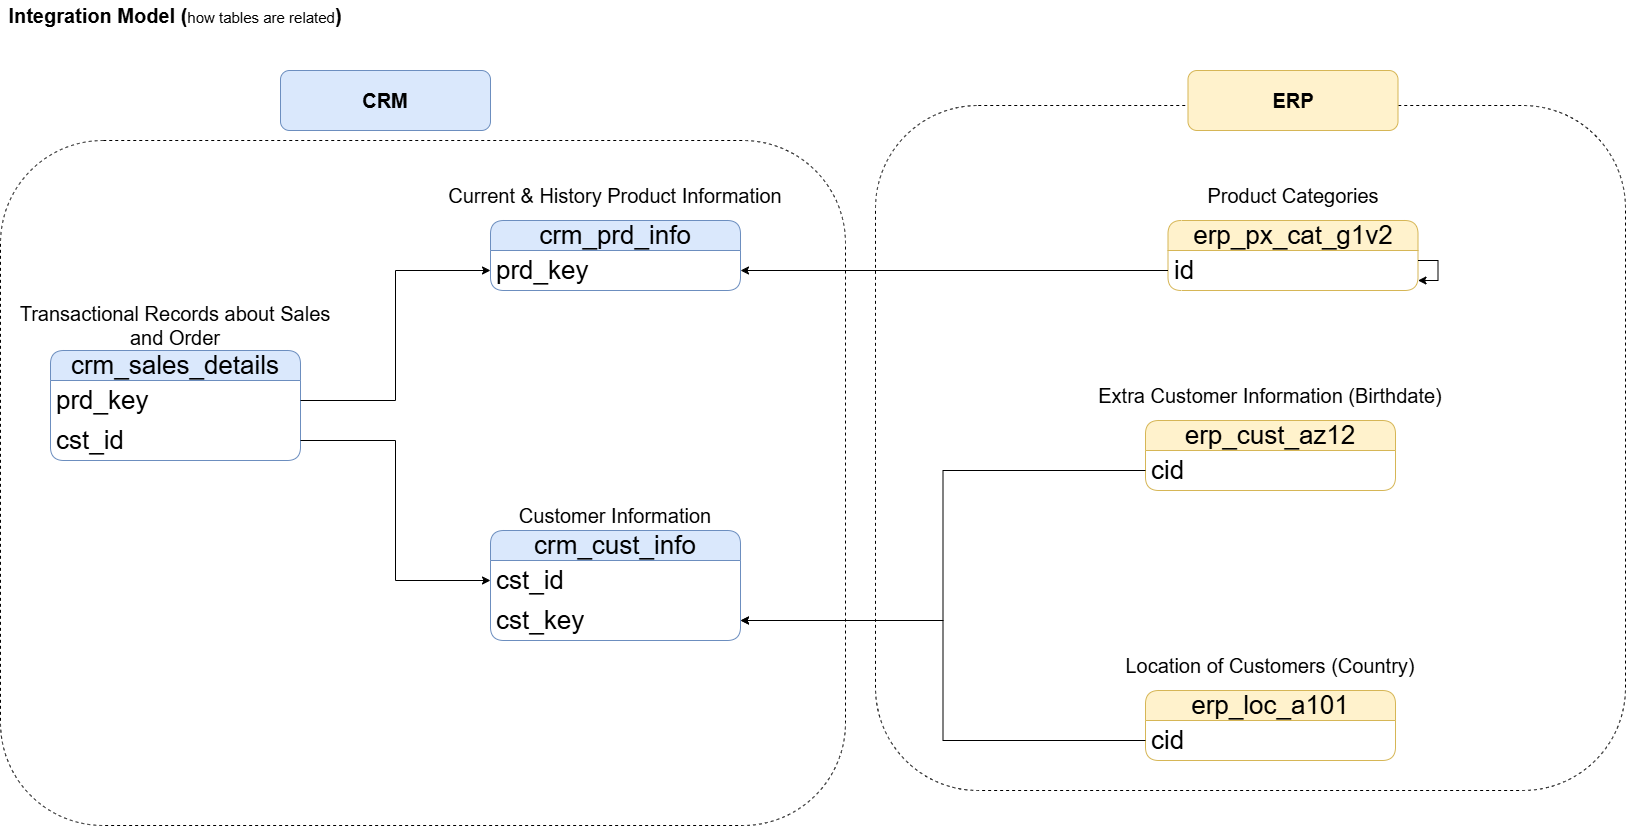 Integration Model (how tables are related)
CRM
ERP
Current & History Product Information
crm_prd_info
prd_key
Product Categories
erp_px_cat_g1v2
id
Transactional Records about Sales
and Order
crm_sales_details
prd_key
cst_id
Extra Customer Information (Birthdate)
erp_cust_az12
cid
Customer Information
crm_cust_info
cst_id
cst_key
Location of Customers (Country)
erp_loc_a101
cid